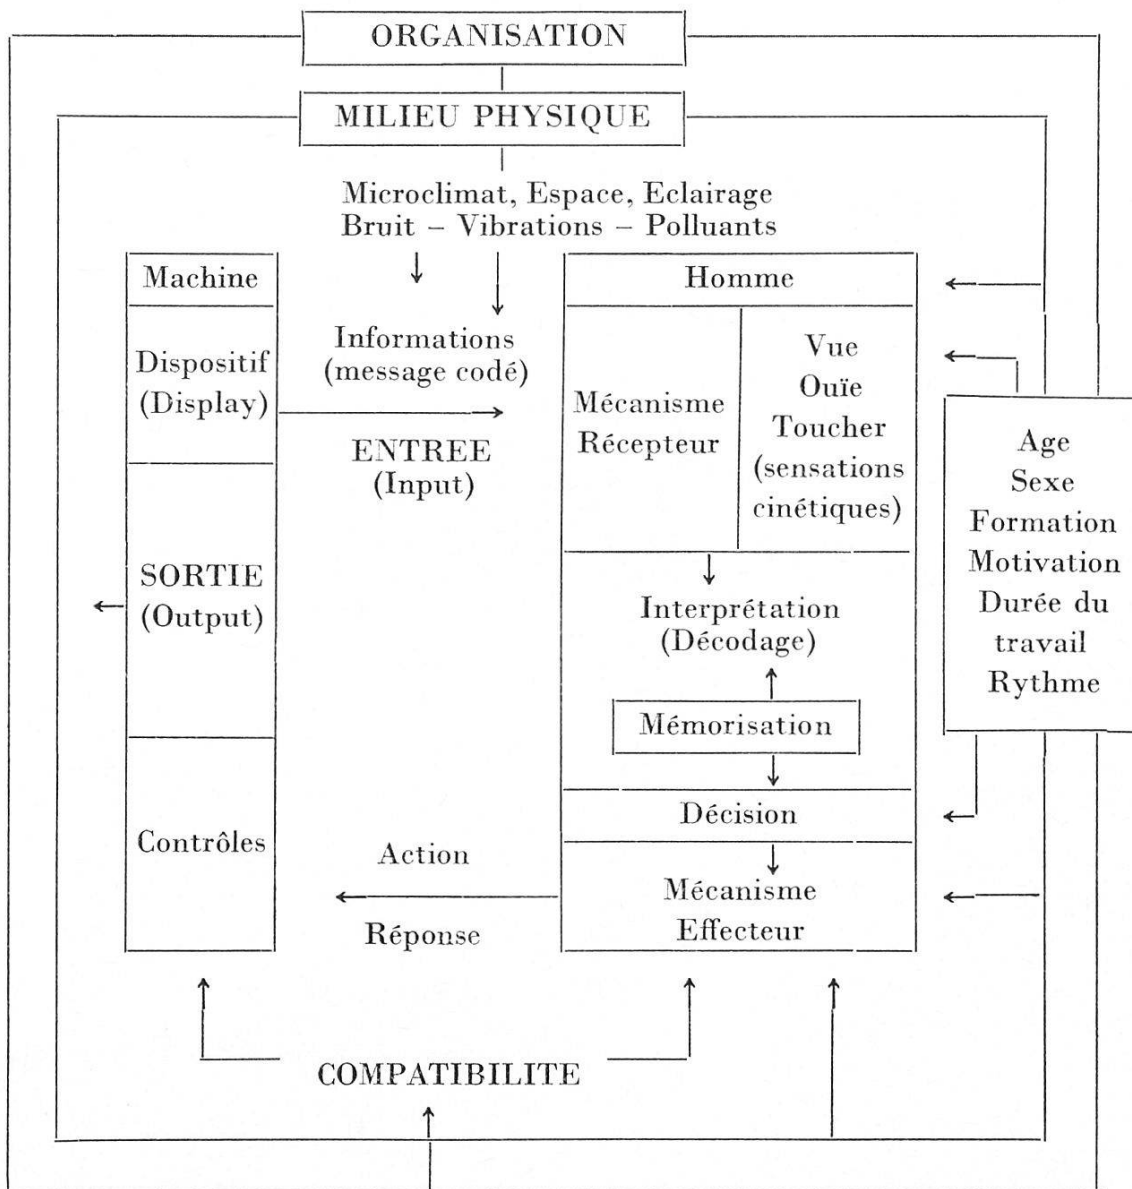 ORGANISATION
MILIEU PHYSIQUE
Microclimat, Espace, Eclairage
Bruit – Vibrations – Polluants
Machine
Dispositif
(Display)
SORTIE
(Output)
Contrôles
Informations
(message codé)
ENTREE
(Input)
Action
Réponse
Homme
Mécanisme
Récepteur
Vue
Ouïe
Toucher
(sensations
cinétiques)
Interprétation
(Décodage)
Mémorisation
Décision
Mécanisme
Effecteur
Age
Sexe
Formation
Motivation
Durée du
travail
Rythme
COMPATIBILITE